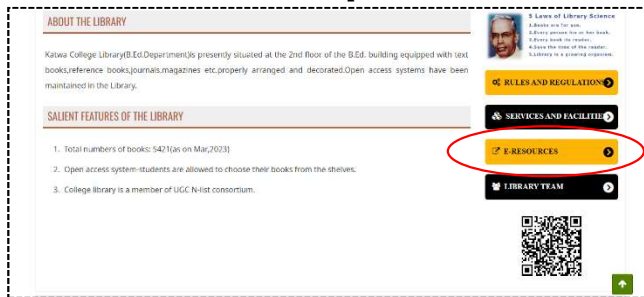 ABOUT THE LIBRARY
Katwa College Library(B.Ed.Department)is presently situated at the 2nd floor of the B.Ed. building equipped with text
books,reference books,journals,magazines etc.properly arranged and decorated.Open access systems have been
maintained in the Library.
SALIENT FEATURES OF THE LIBRARY
1. Total numbers of books: 5421(as on Mar,2023)
2. Open access system-students are allowed to choose their books from the shelves.
3. College library is a member of UGC N-list consortium.
5 Laws of Library Science
1.Books are for use.
2.Every person his or her book.
3.Every book its reader.
4.Save the time of the reader.
5.Library is a growing organism.
RULES AND REGULATIONS
SERVICES AND FACILITIE
E-RESOURCES
LIBRARY TEAM